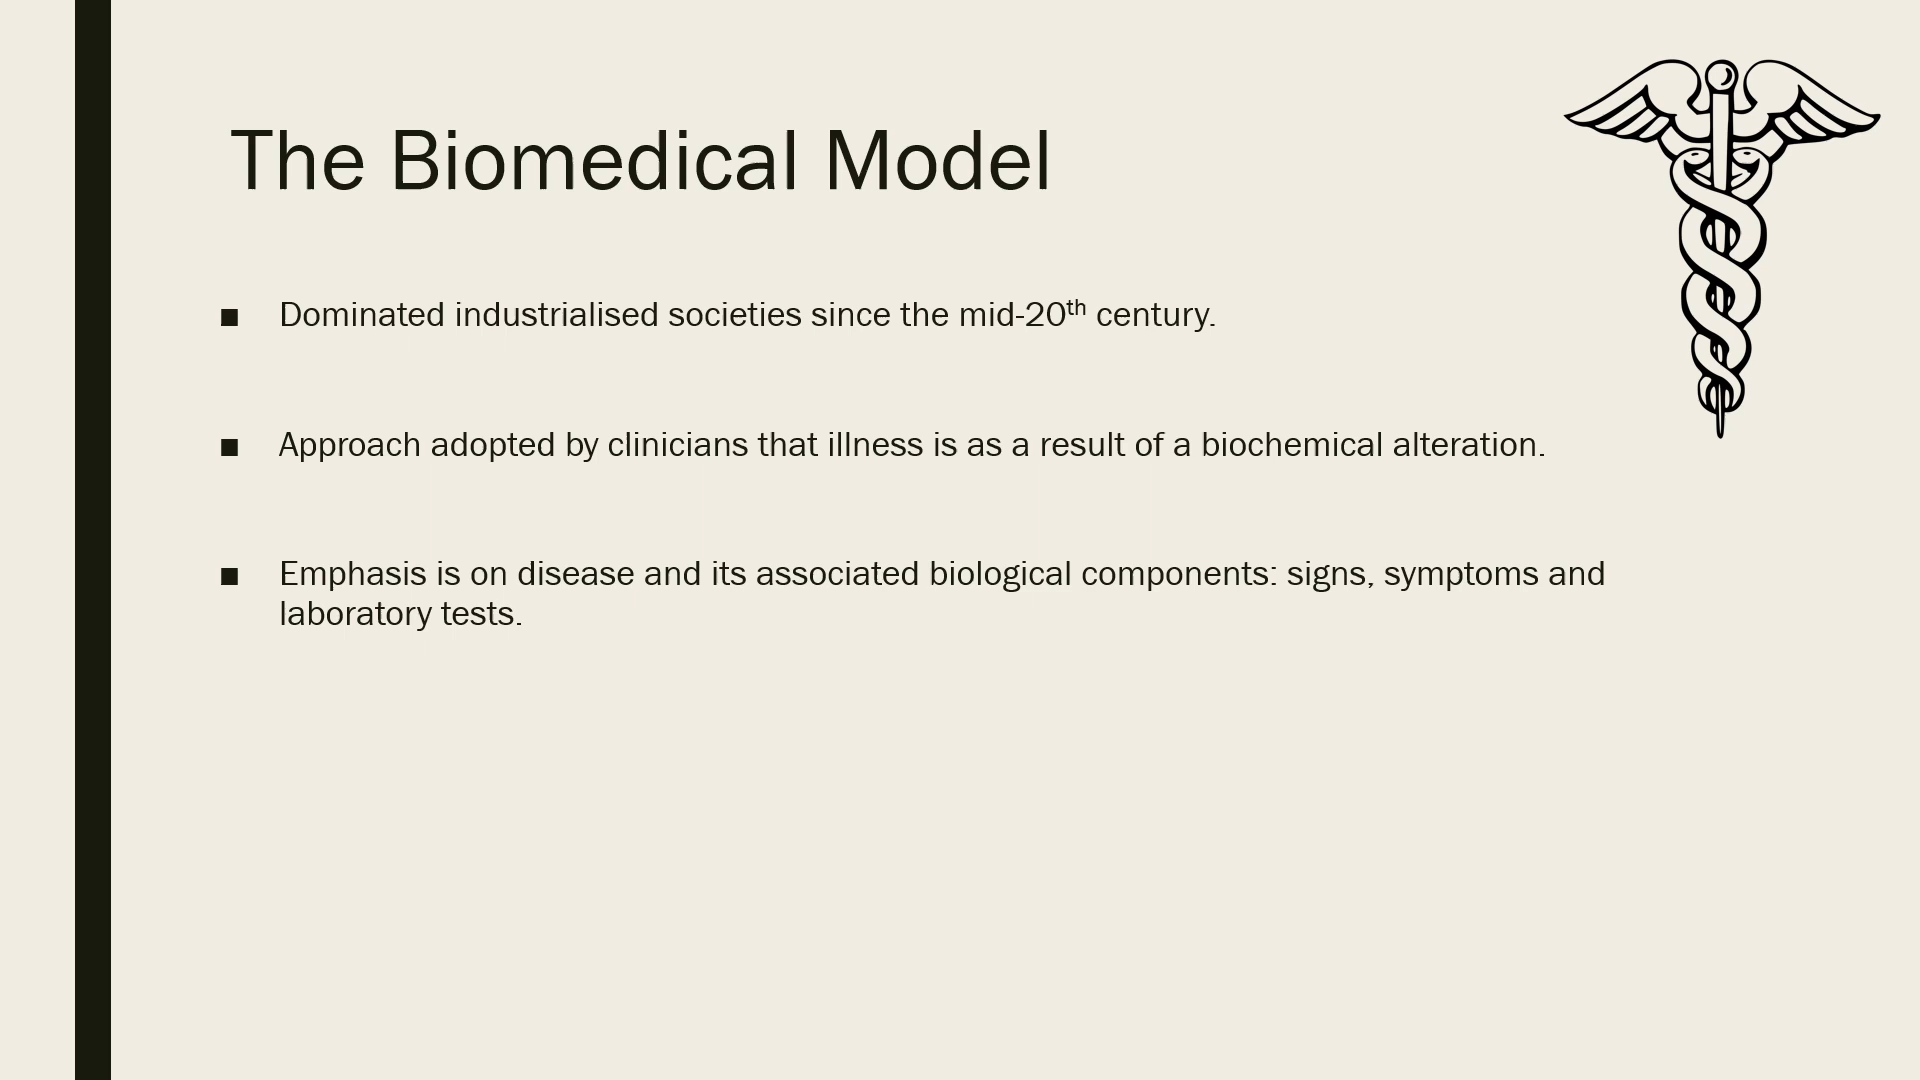 The Biomedical Model
■ Dominated industrialised societies since the mid-20th century.
■ Approach adopted by clinicians that illness is as a result of a biochemical alteration.
■ Emphasis is on disease and its associated biological components: signs, symptoms and
laboratory tests.